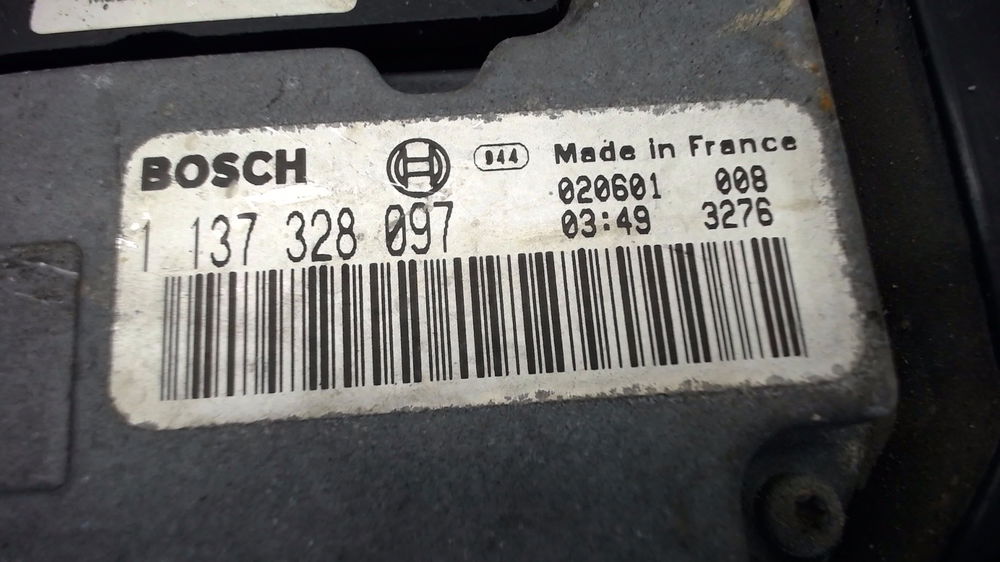 BOSCH
944
Made in France
020601 008
1 137 328 097
03:49 3276